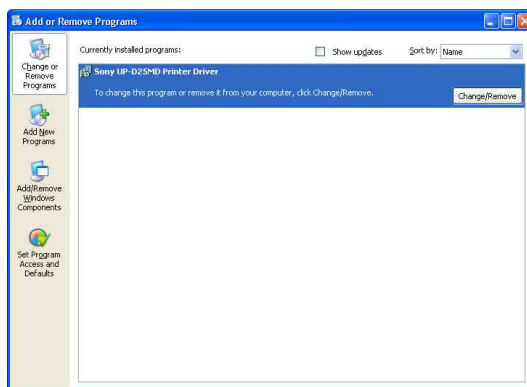 Add or Remove Programs
Change or
Remove
Programs
Add New
Programs
Add/Remove
Windows
Components
Set Program
Access and
Defaults
Currently installed programs:
Show updates
Sort by: Name
Sony UP-D25MD Printer Driver
To change this program or remove it from your computer, click Change/Remove.
Change/Remove